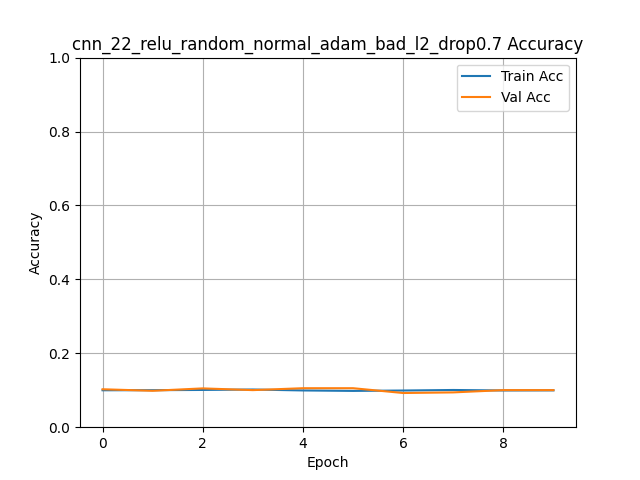 cnn_22_relu_random_normal_adam_bad_l2_drop0.7 Accuracy
Train Acc
Val Acc
1.0
0.8
0.6
0.4
0.2
0.0
Accuracy
0 2 4 6 8
Epoch